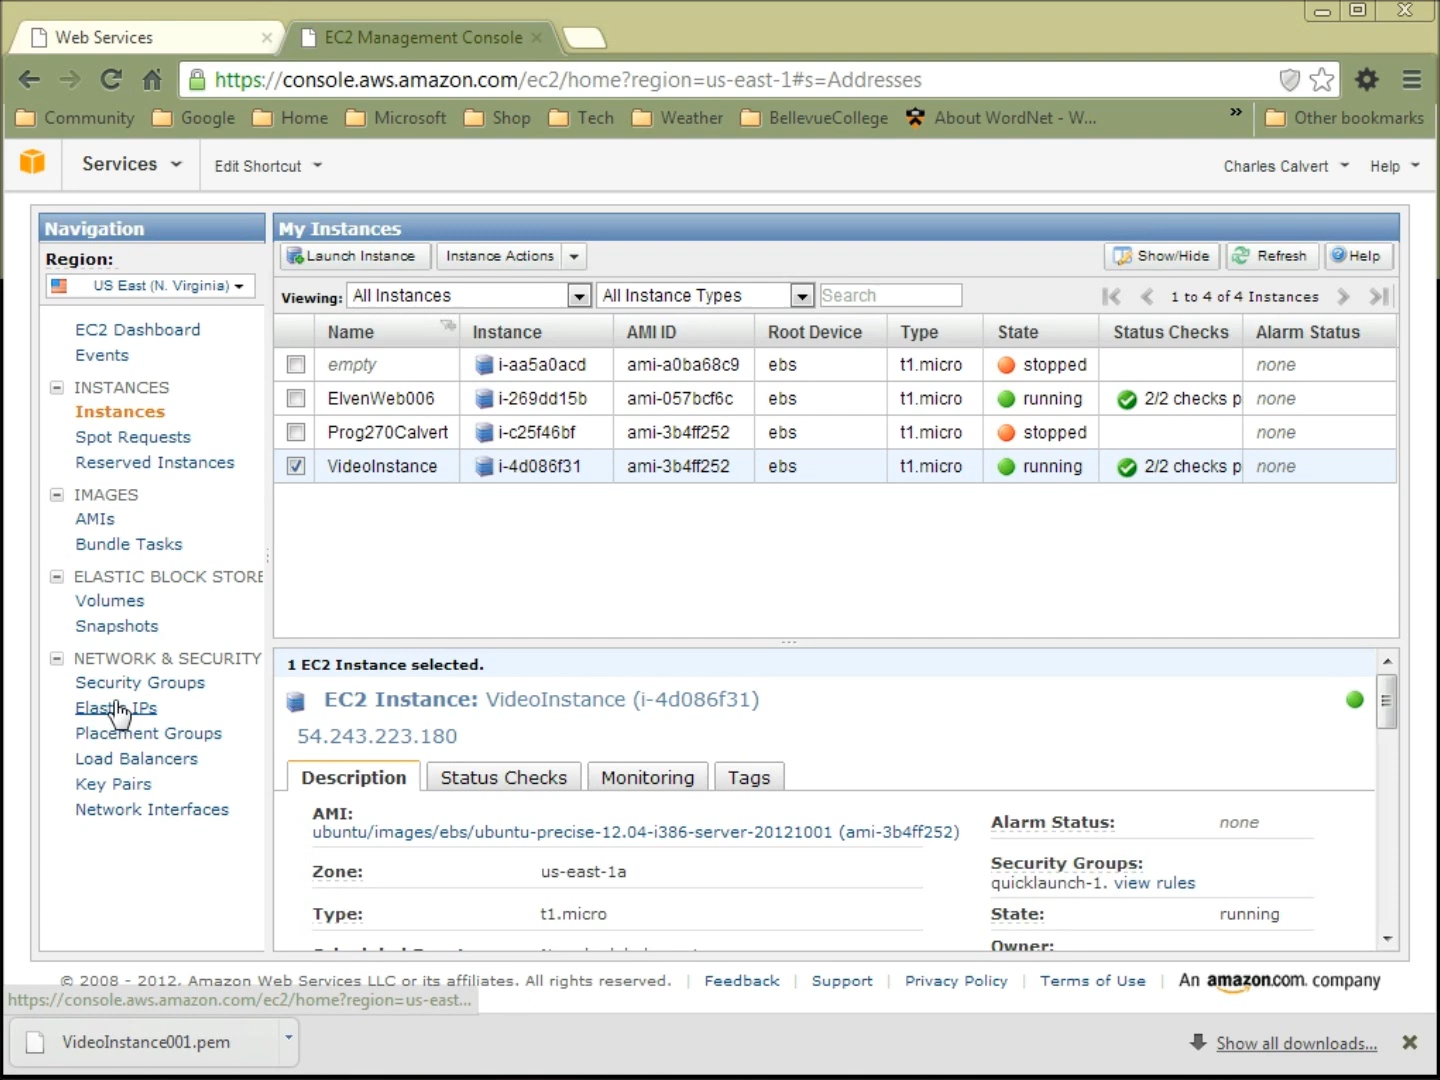 Web Services
EC2 Management Console
https://console.aws.amazon.com/ec2/home?region=us-east-1#s=Addresses
Community Google Home Microsoft Shop Tech Weather BellevueCollege About WordNet - W... » Other bookmarks
Services Edit Shortcut Charles Calvert Help
Navigation
Region:
US East (N. Virginia)
EC2 Dashboard
Events
INSTANCES
Instances
Spot Requests
Reserved Instances
IMAGES
AMIs
Bundle Tasks
ELASTIC BLOCK STORE
Volumes
Snapshots
NETWORK & SECURITY
Security Groups
Elastic IPs
Placement Groups
Load Balancers
Key Pairs
Network Interfaces
My Instances
Launch Instance Instance Actions Show/Hide Refresh Help
Viewing: All Instances All Instance Types Search 1 to 4 of 4 Instances
Name Instance AMI ID Root Device Type State Status Checks Alarm Status
empty i-aa5a0acd ami-a0ba68c9 ebs t1.micro stopped none
ElvenWeb006 i-269dd15b ami-057bcf6c ebs t1.micro running 2/2 checks p none
Prog270Calvert i-c25f46bf ami-3b4ff252 ebs t1.micro stopped none
VideoInstance i-4d086f31 ami-3b4ff252 ebs t1.micro running 2/2 checks p none
1 EC2 Instance selected.
EC2 Instance: VideoInstance (i-4d086f31)
54.243.223.180
Description Status Checks Monitoring Tags
AMI:
ubuntu/images/ebs/ubuntu-precise-12.04-i386-server-20121001 (ami-3b4ff252)
Alarm Status: none
Zone: us-east-1a
Security Groups:
quicklaunch-1. view rules
Type: t1.micro
State: running
Owner:
© 2008 - 2012, Amazon Web Services LLC or its affiliates. All rights reserved. | Feedback | Support | Privacy Policy | Terms of Use | An amazon.com. company
https://console.aws.amazon.com/ec2/home?region=us-east...
VideoInstance001.pem
Show all downloads...